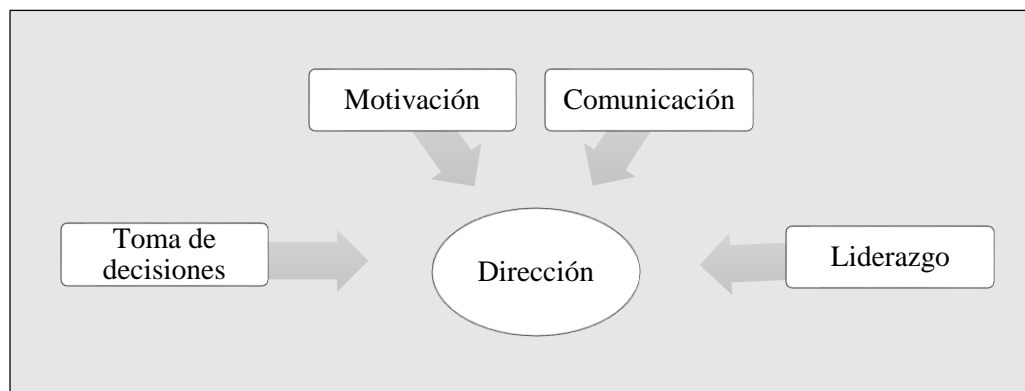 Motivación
Comunicación
Toma de
decisiones
Dirección
Liderazgo